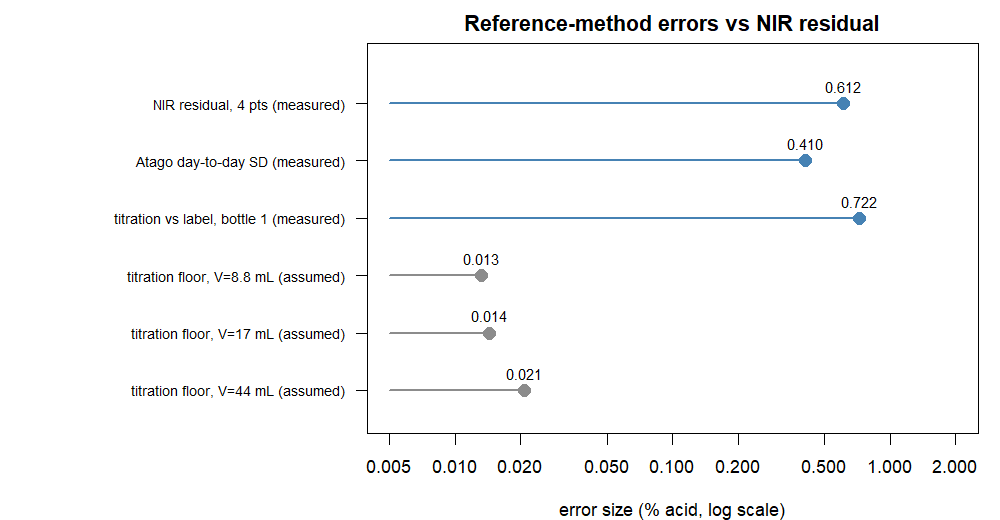 Reference-method errors vs NIR residual
NIR residual, 4 pts (measured)
0.612
Atago day-to-day SD (measured)
0.410
titration vs label, bottle 1 (measured)
0.722
titration floor, V=8.8 mL (assumed)
0.013
titration floor, V=17 mL (assumed)
0.014
titration floor, V=44 mL (assumed)
0.021
0.005 0.010 0.020 0.050 0.100 0.200 0.500 1.000 2.000
error size (% acid, log scale)